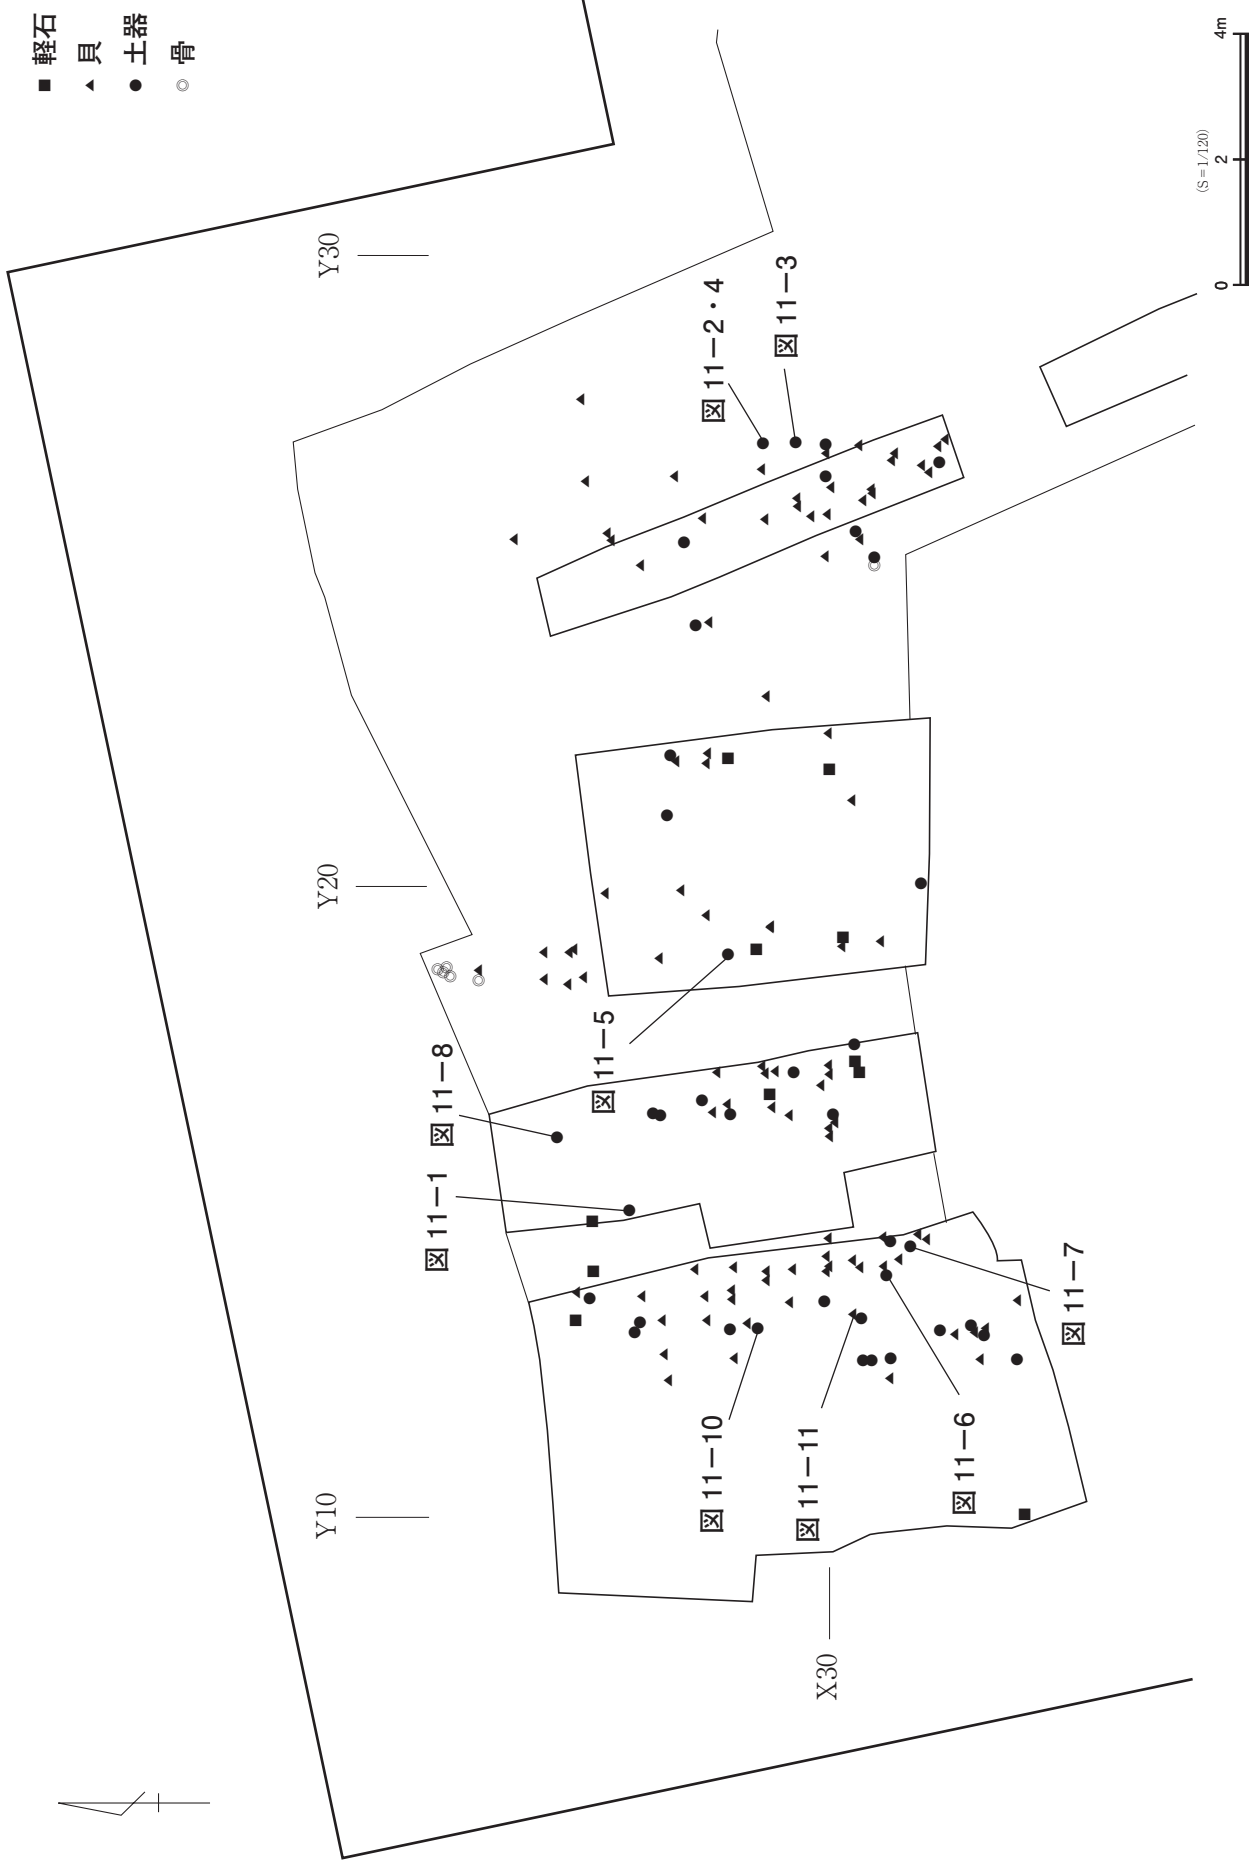 ■ 軽石
▲ 貝
● 土器
◎ 骨
Y30
Y20
Y10
X30
図 11－2・4
図 11－3
図 11－5
図 11－8
図 11－1
図 11－7
図 11－10
図 11－11
図 11－6
(S=1/120)
0 2 4m